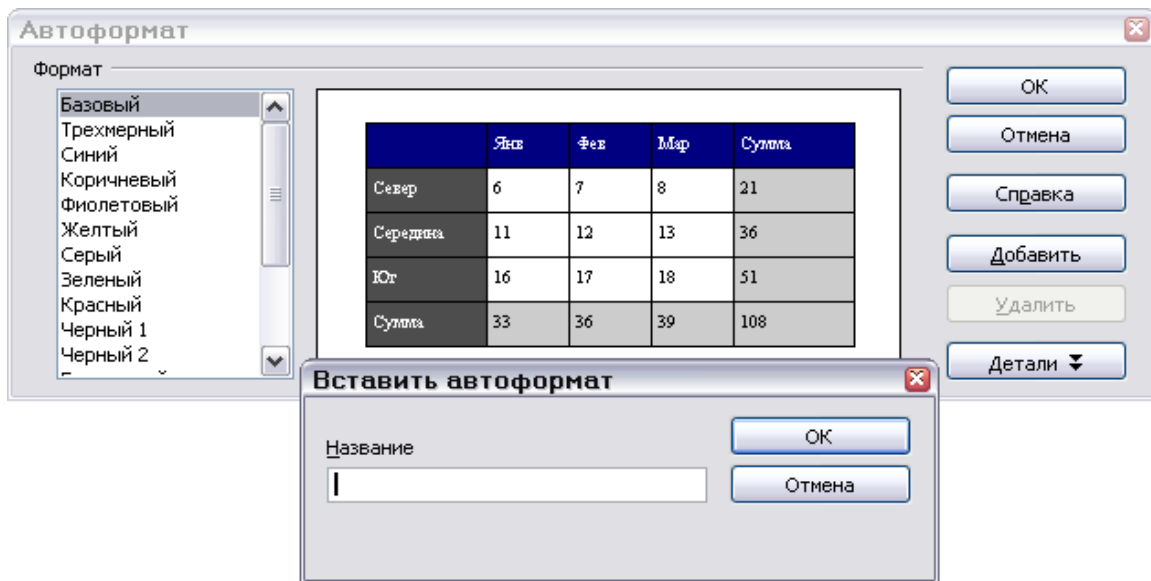 Автоформат
Формат
Базовый
Трехмерный
Синий
Коричневый
Фиолетовый
Желтый
Серый
Зеленый
Красный
Черный 1
Черный 2
Янв Фев Мар Сумма
Север 6 7 8 21
Середина 11 12 13 36
Юг 16 17 18 51
Сумма 33 36 39 108
ОК
Отмена
Справка
Добавить
Удалить
Детали
Вставить автоформат
Название
ОК
Отмена